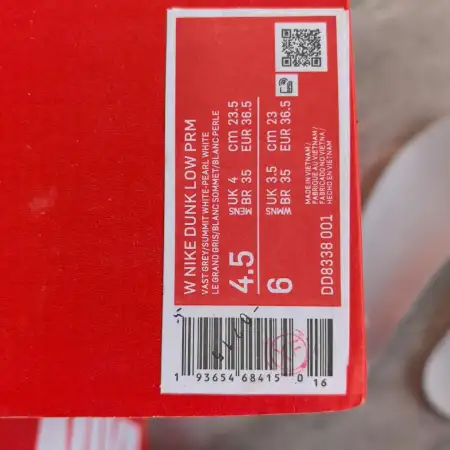 W NIKE DUNK LOW PRM
VAST GREY/SUMMIT WHITE-PEARL WHITE
LE GRAND GRIS/BLANC SOMMET/BLANC PERLE
4.5
MENS
UK 4
BR 35
cm 23.5
EUR 36.5
6
WMNS
UK 3.5
BR 35
cm 23
EUR 36.5
MADE IN VIETNAM /
FABRIQUÉ AU VIETNAM /
FABRICADO NO VIETNA /
HECHO EN VIETNAM
DD8338 001
1 93654 68415 0 16